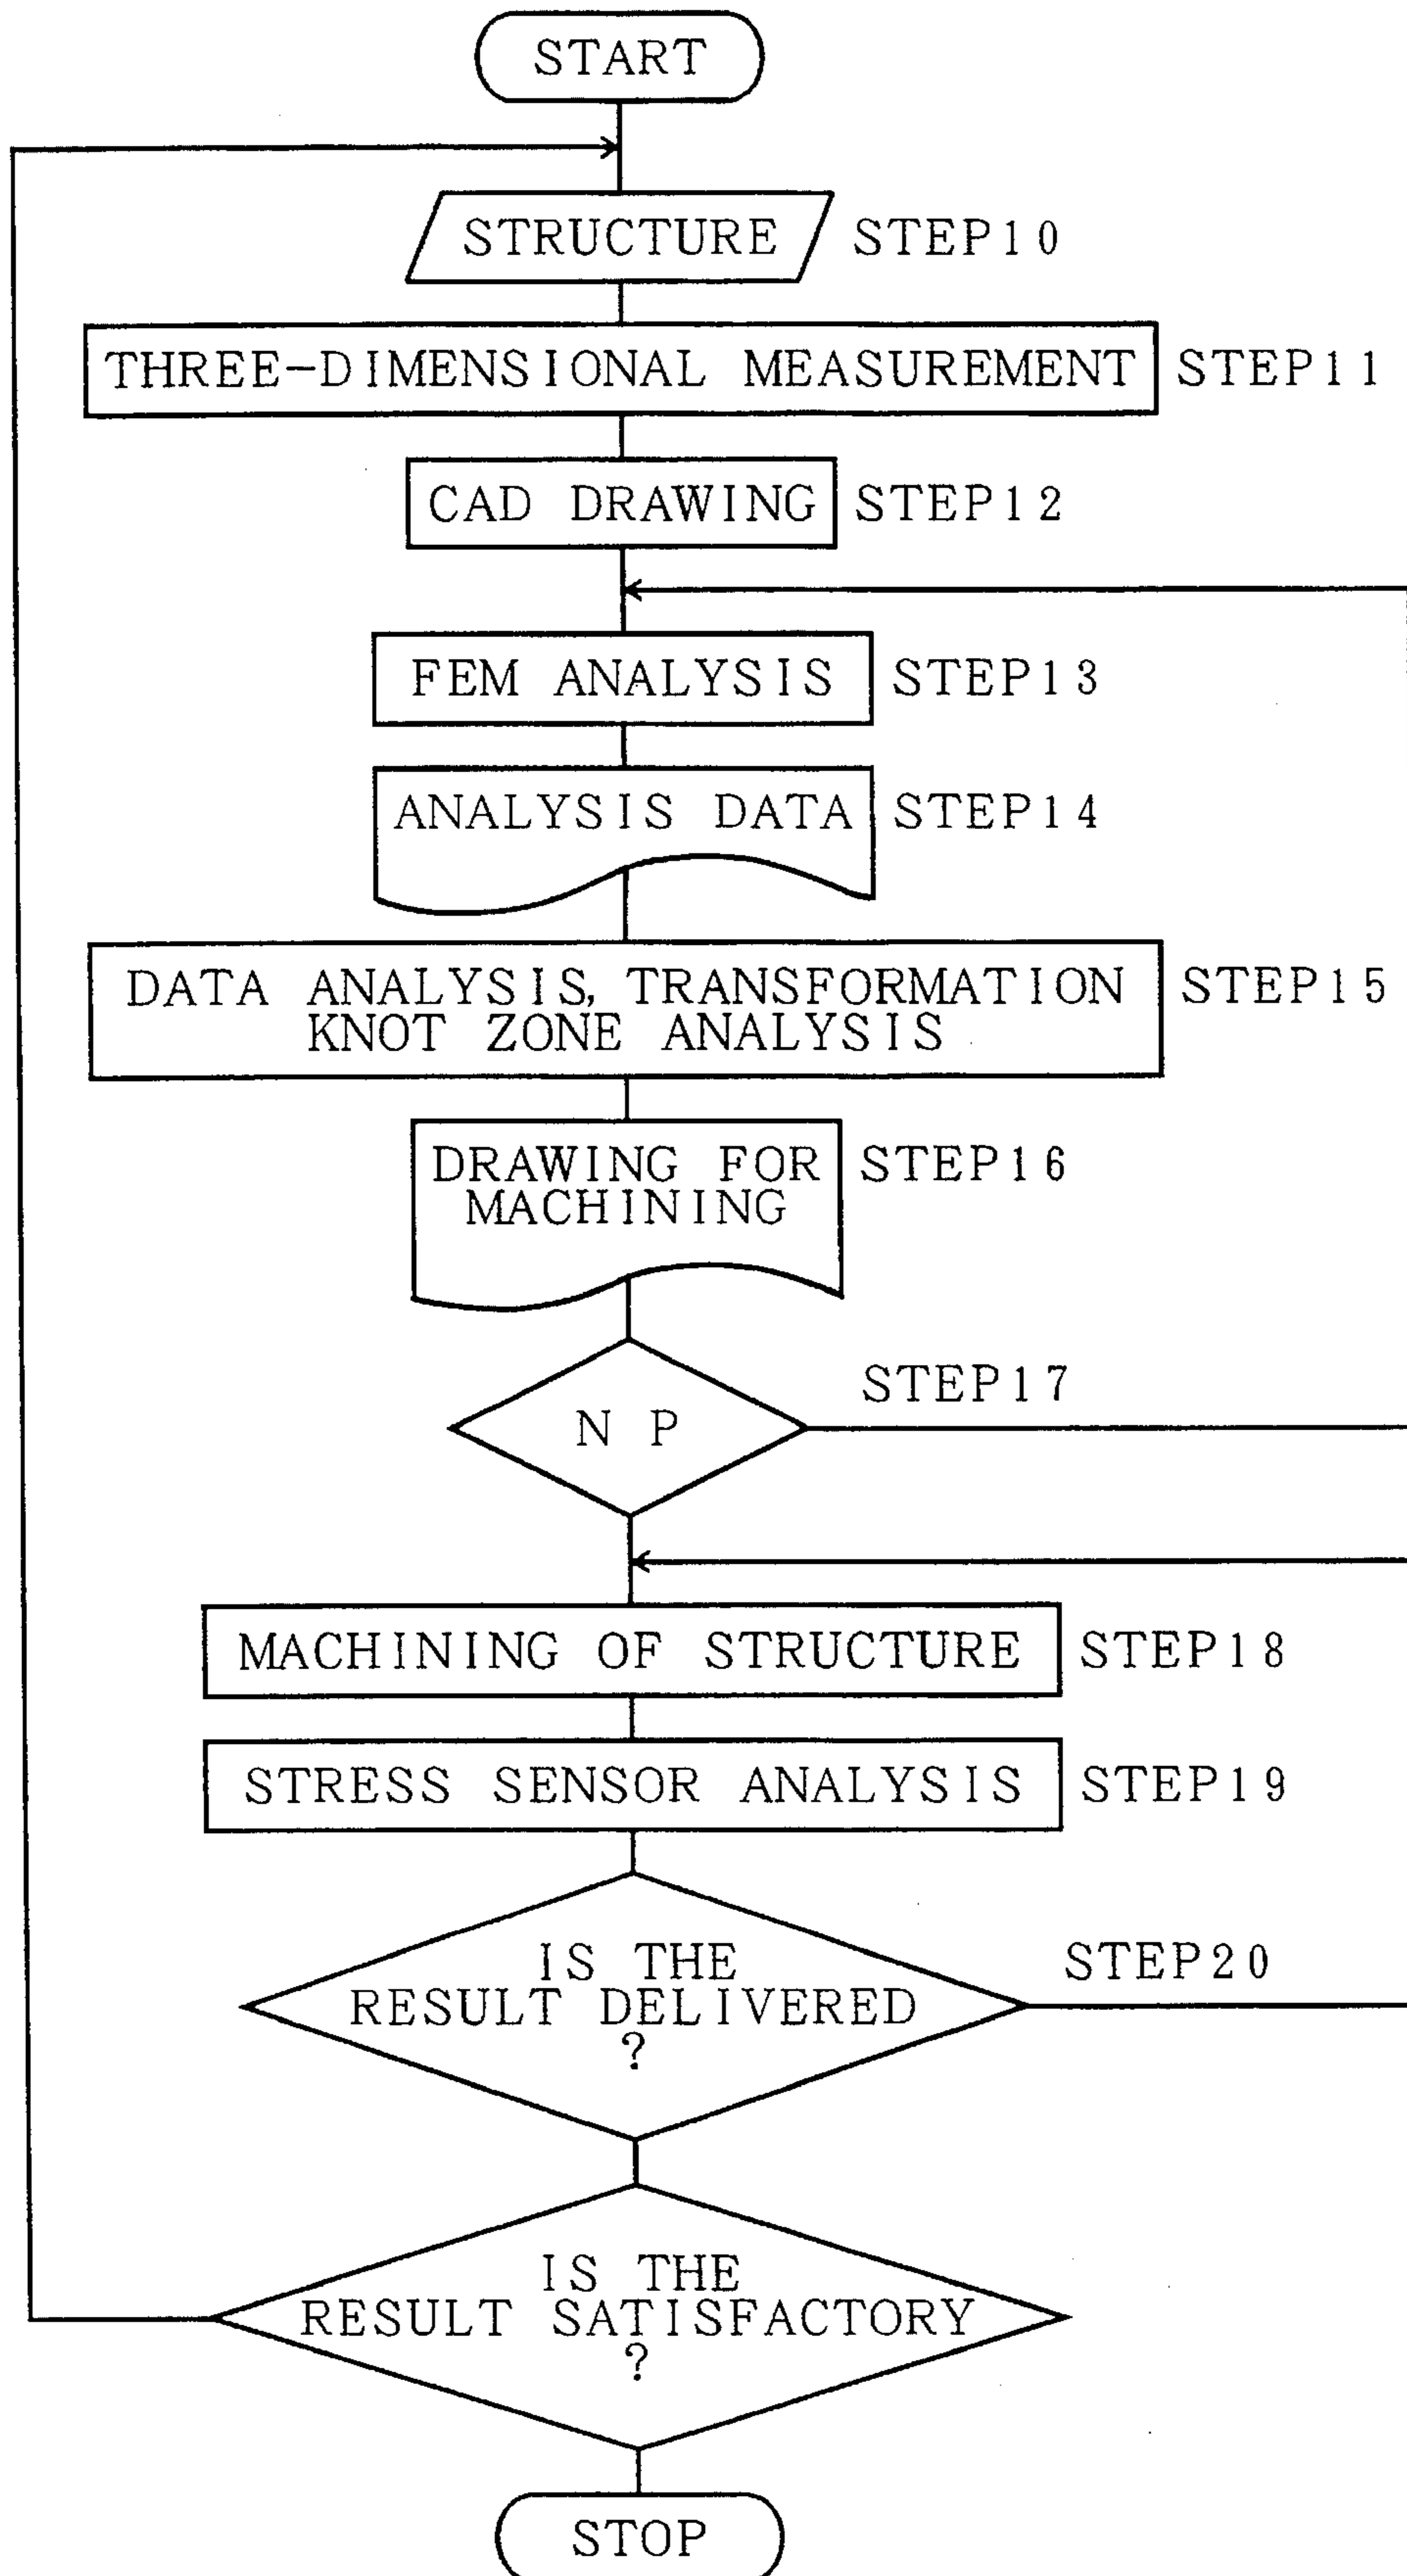 START
STRUCTURE STEP10
THREE-DIMENSIONAL MEASUREMENT STEP11
CAD DRAWING STEP12
FEM ANALYSIS STEP13
ANALYSIS DATA STEP14
DATA ANALYSIS, TRANSFORMATION STEP15
KNOT ZONE ANALYSIS
DRAWING FOR STEP16
MACHINING
STEP17
N P
MACHINING OF STRUCTURE STEP18
STRESS SENSOR ANALYSIS STEP19
IS THE STEP20
RESULT DELIVERED
?
IS THE
RESULT SATISFACTORY
?
STOP